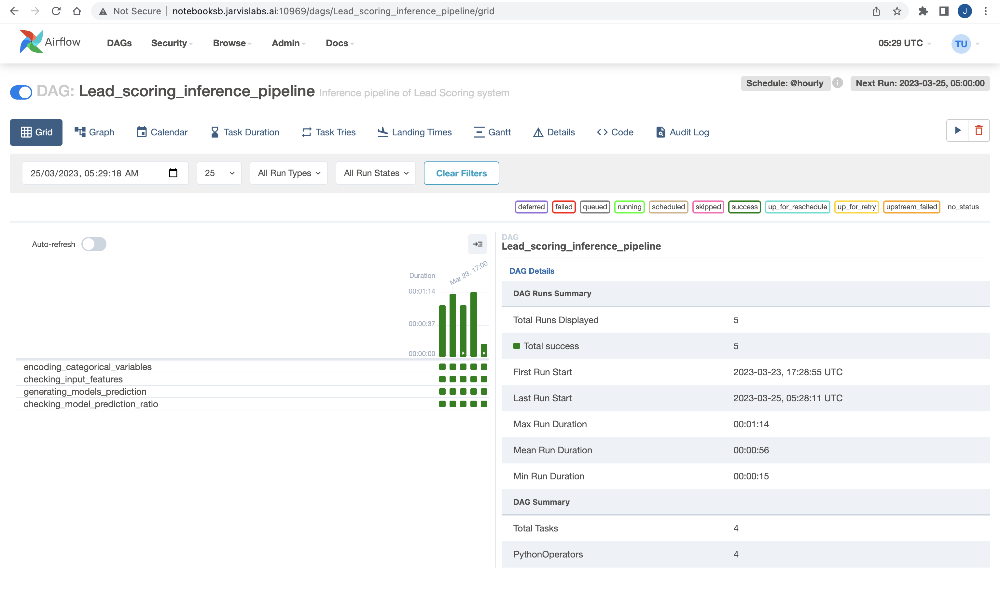 Not Secure notebooksb.jarvislabs.ai:10969/dags/Lead_scoring_inference_pipeline/grid J
Airflow DAGs Security Browse Admin Docs 05:29 UTC TU
DAG: Lead_scoring_inference_pipeline Inference pipeline of Lead Scoring system Schedule: @hourly i Next Run: 2023-03-25, 05:00:00
Grid Graph Calendar Task Duration Task Tries Landing Times Gantt Details Code Audit Log
25/03/2023, 05:29:18 AM 25 All Run Types All Run States Clear Filters
deferred failed queued running scheduled skipped success up_for_reschedule up_for_retry upstream_failed no_status
Auto-refresh
Duration
Mar 23, 17:00
00:01:14
00:00:37
00:00:00
encoding_categorical_variables
checking_input_features
generating_models_prediction
checking_model_prediction_ratio
DAG
Lead_scoring_inference_pipeline
DAG Details
DAG Runs Summary
Total Runs Displayed 5
Total success 5
First Run Start 2023-03-23, 17:28:55 UTC
Last Run Start 2023-03-25, 05:28:11 UTC
Max Run Duration 00:01:14
Mean Run Duration 00:00:56
Min Run Duration 00:00:15
DAG Summary
Total Tasks 4
PythonOperators 4